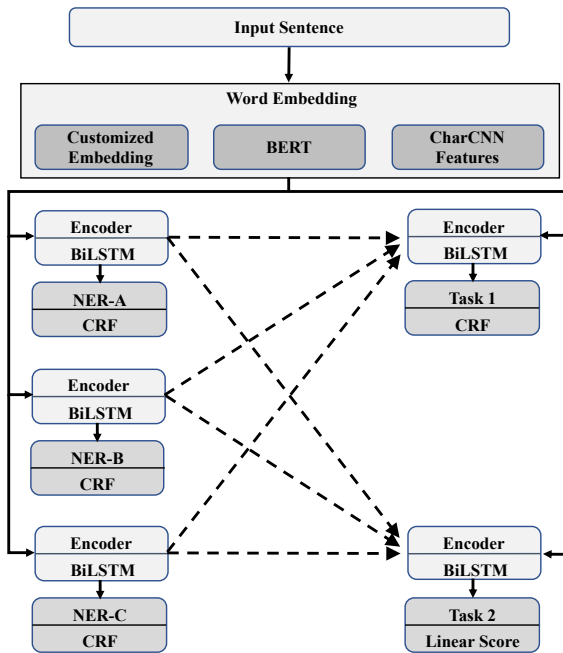 Input Sentence
Word Embedding
Customized
Embedding
BERT
CharCNN
Features
Encoder
BiLSTM
NER-A
CRF
Encoder
BiLSTM
Task 1
CRF
Encoder
BiLSTM
NER-B
CRF
Encoder
BiLSTM
NER-C
CRF
Encoder
BiLSTM
Task 2
Linear Score